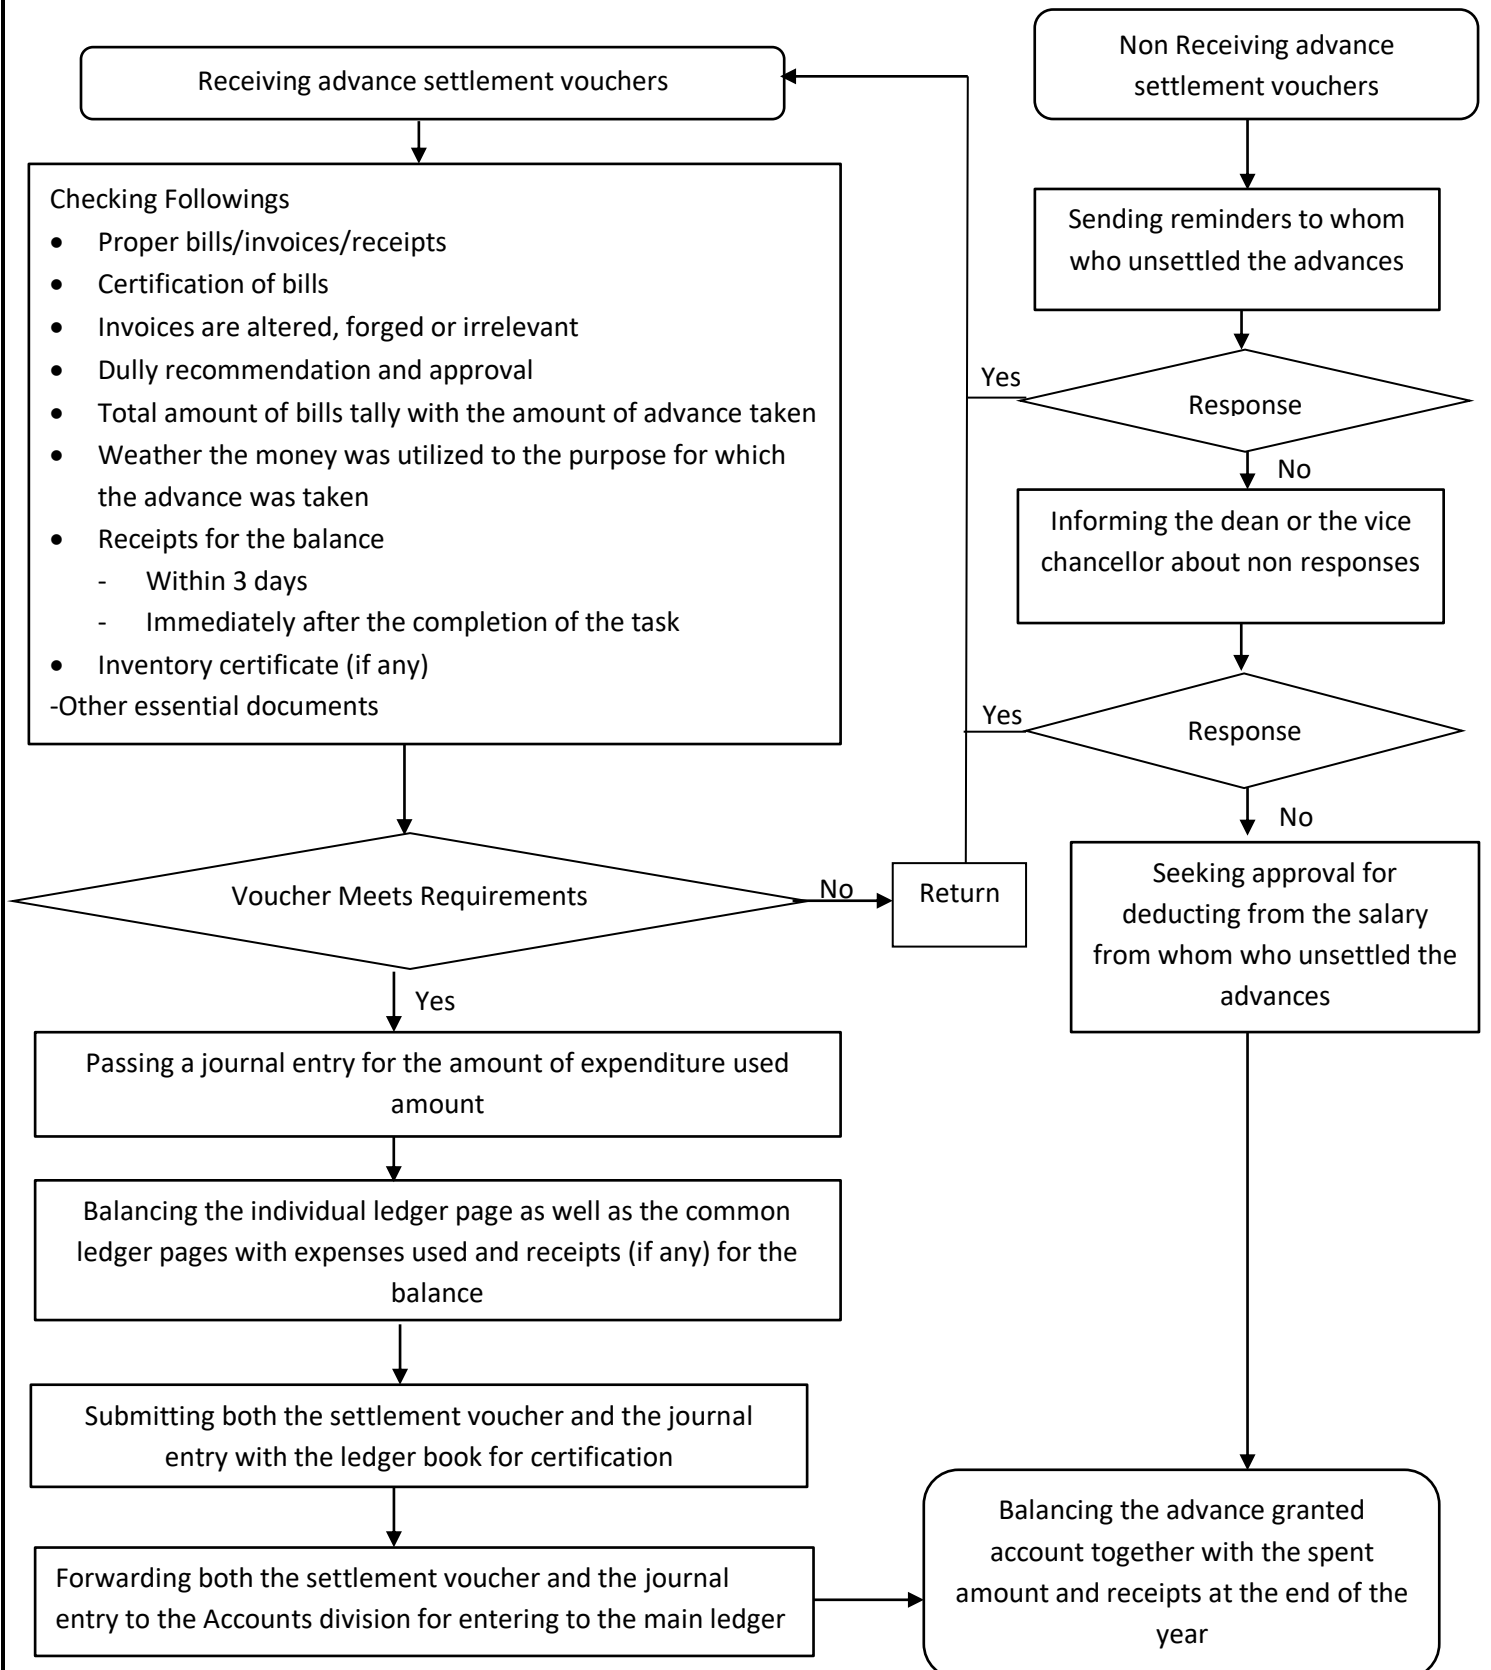 Receiving advance settlement vouchers
Checking Followings
• Proper bills/invoices/receipts
• Certification of bills
• Invoices are altered, forged or irrelevant
• Dully recommendation and approval
• Total amount of bills tally with the amount of advance taken
• Weather the money was utilized to the purpose for which
the advance was taken
• Receipts for the balance
- Within 3 days
- Immediately after the completion of the task
• Inventory certificate (if any)
-Other essential documents
Voucher Meets Requirements
No
Return
Yes
Passing a journal entry for the amount of expenditure used
amount
Balancing the individual ledger page as well as the common
ledger pages with expenses used and receipts (if any) for the
balance
Submitting both the settlement voucher and the journal
entry with the ledger book for certification
Forwarding both the settlement voucher and the journal
entry to the Accounts division for entering to the main ledger
Non Receiving advance
settlement vouchers
Sending reminders to whom
who unsettled the advances
Yes
Response
No
Informing the dean or the vice
chancellor about non responses
Yes
Response
No
Seeking approval for
deducting from the salary
from whom who unsettled the
advances
Balancing the advance granted
account together with the spent
amount and receipts at the end of the
year